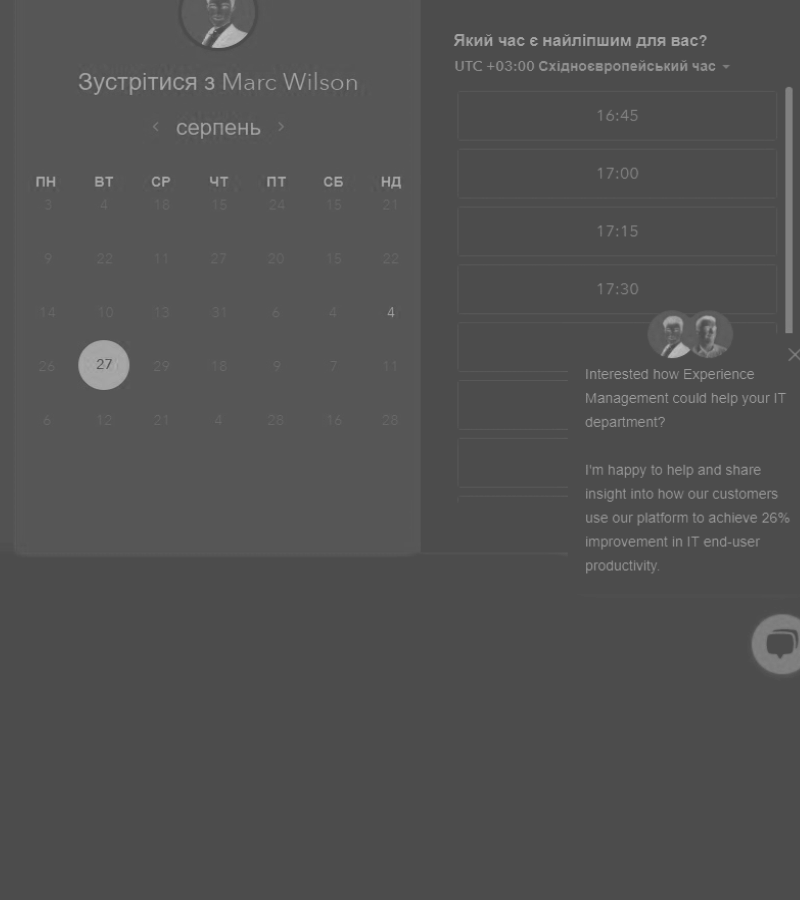 Зустрітися з Marc Wilson
серпень
ПН ВТ СР ЧТ ПТ СБ НД
3 4 18 15 24 15 21
9 22 11 27 20 15 22
14 10 13 31 6 4 4
26 27 29 18 9 7 11
6 12 21 4 28 16 28
Який час є найліпшим для вас?
UTC +03:00 Східноєвропейський час
16:45
17:00
17:15
17:30
Interested how Experience
Management could help your IT
department?
I'm happy to help and share
insight into how our customers
use our platform to achieve 26%
improvement in IT end-user
productivity.